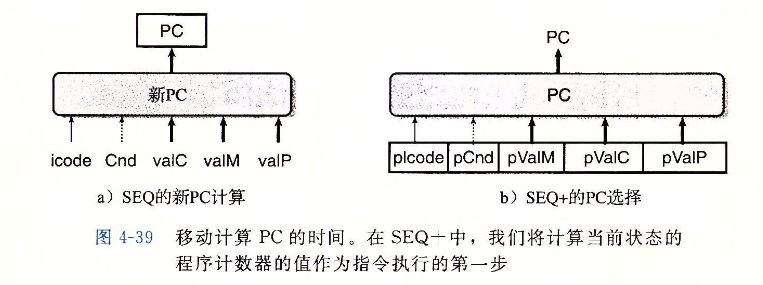 PC
新PC
icode Cnd valC valM valP
a）SEQ的新PC计算
PC
PC
pIcode pCnd pValM pValC pValP
b）SEQ+的PC选择
图 4-39 移动计算 PC 的时间。在 SEQ+中，我们将计算当前状态的
程序计数器的值作为指令执行的第一步